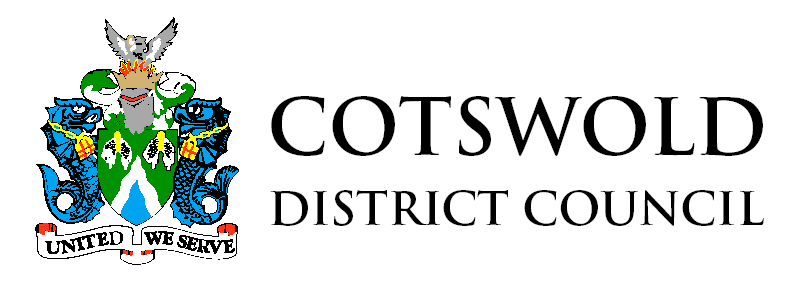 COTSWOLD
DISTRICT COUNCIL
UNITED WE SERVE